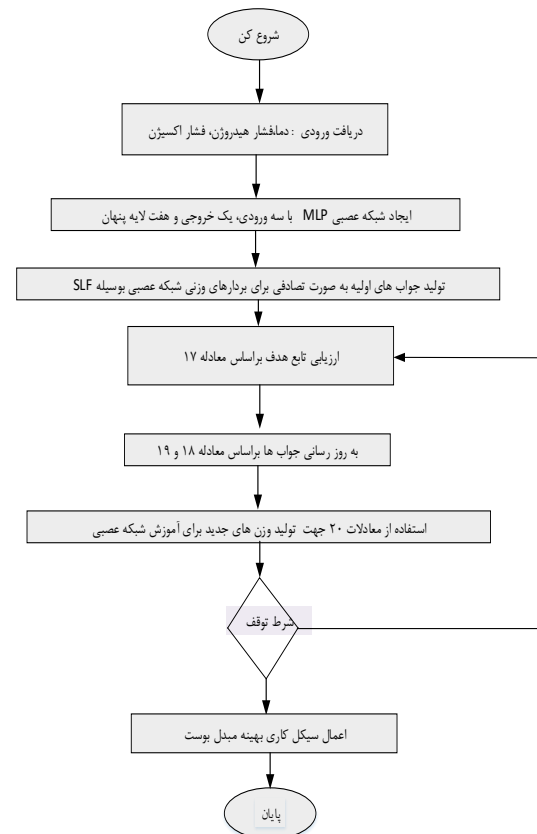 شروع کن
دریافت ورودی : دما،فشار هیدروژن، فشار اکسیژن
ایجاد شبکه عصبی MLP با سه ورودی، یک خروجی و هفت لایه پنهان
تولید جواب های اولیه به صورت تصادفی برای بردارهای وزنی شبکه عصبی بوسیله SLF
ارزیابی تابع هدف براساس معادله ۱۷
به روز رسانی جواب ها براساس معادله ۱۸ و ۱۹
استفاده از معادلات ۲۰ جهت تولید وزن های جدید برای آموزش شبکه عصبی
شرط توقف
اعمال سیکل کاری بهینه مبدل بوست
پایان